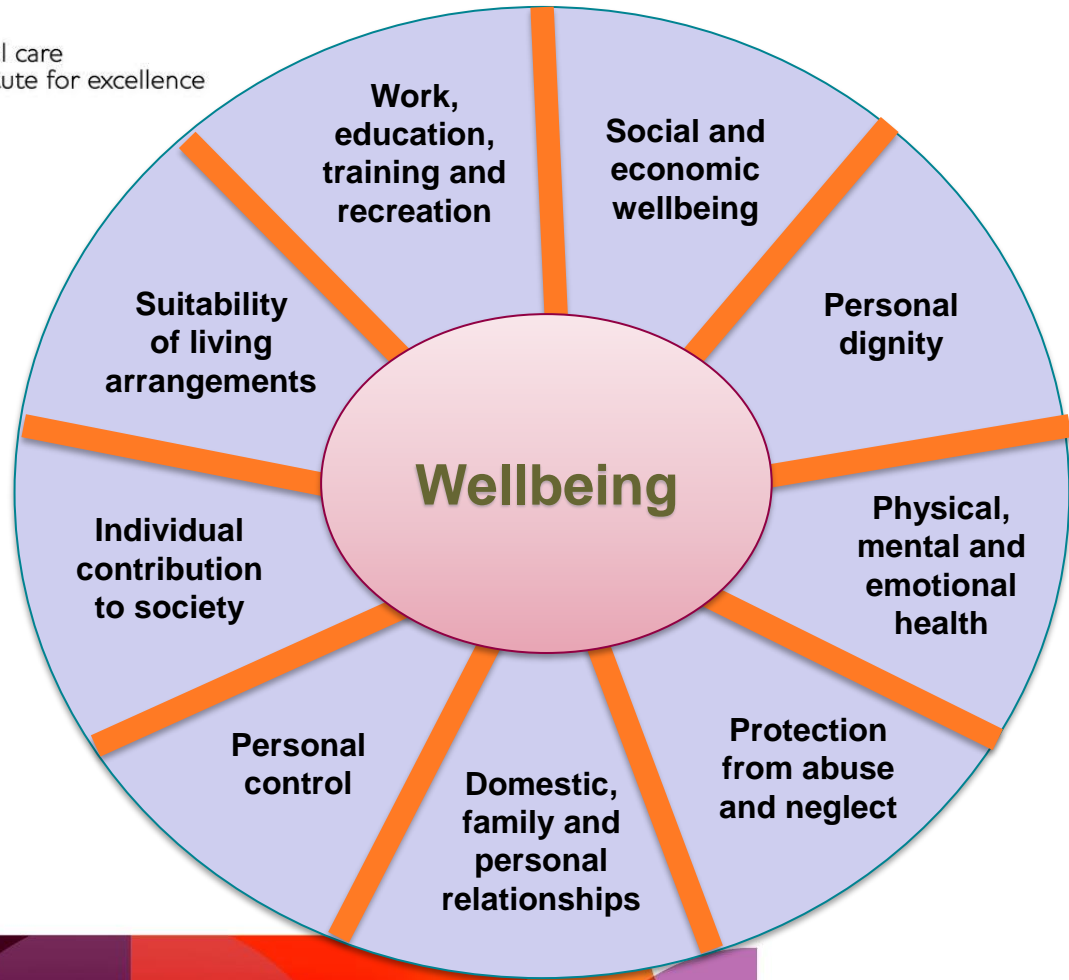 l care
ute for excellence
Work,
education,
training and
recreation
Social and
economic
wellbeing
Personal
dignity
Physical,
mental and
emotional
health
Protection
from abuse
and neglect
Domestic,
family and
personal
relationships
Personal
control
Individual
contribution
to society
Suitability
of living
arrangements
Wellbeing